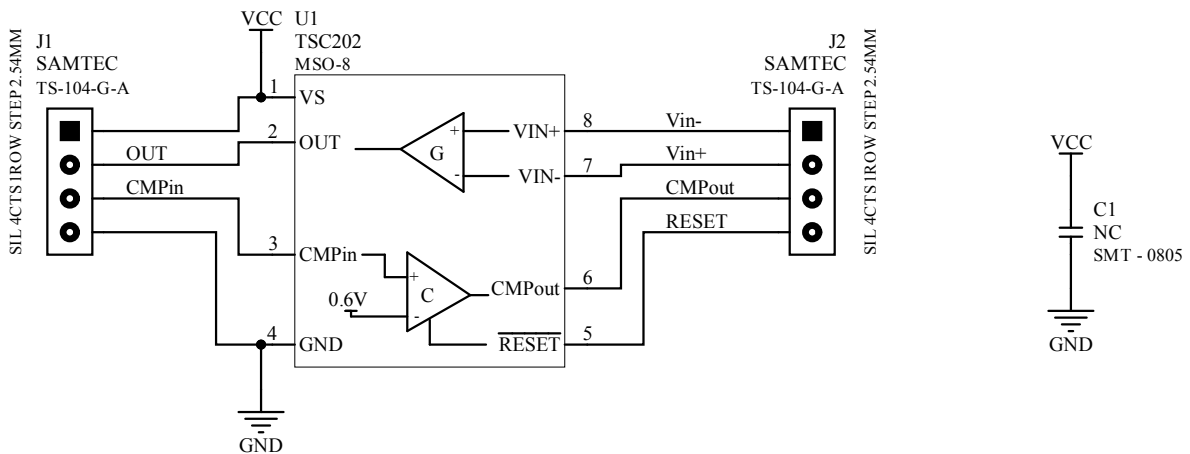 VCC
U1
TSC202
MSO-8
J1
SAMTEC
TS-104-G-A
SIL 4CTS 1ROW STEP 2.54MM
OUT
CMPin
1
2
3
4
VS
OUT
CMPin
GND
0.6V
G
+
-
C
+
-
VIN+
VIN-
CMPout
RESET
8
7
6
5
Vin-
Vin+
CMPout
RESET
J2
SAMTEC
TS-104-G-A
SIL 4CTS 1ROW STEP 2.54MM
GND
VCC
C1
NC
SMT - 0805
GND